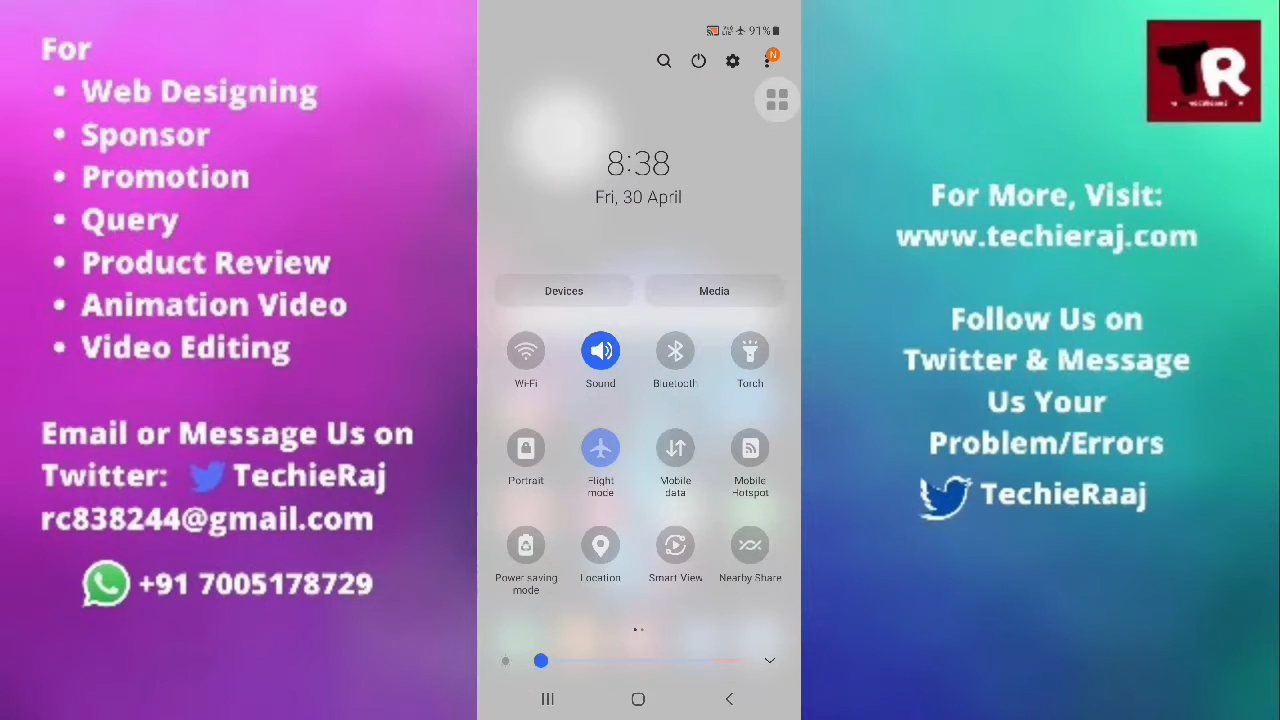 For
• Web Designing
• Sponsor
• Promotion
• Query
• Product Review
• Animation Video
• Video Editing
Email or Message Us on
Twitter: TechieRaj
rc838244@gmail.com
+91 7005178729
91%
N
8:38
Fri, 30 April
Devices Media
Wi-Fi Sound Bluetooth Torch
Portrait Flight mode Mobile data Mobile Hotspot
Power saving mode Location Smart View Nearby Share
TR
For More, Visit:
www.techieraj.com
Follow Us on
Twitter & Message
Us Your
Problem/Errors
TechieRaaj